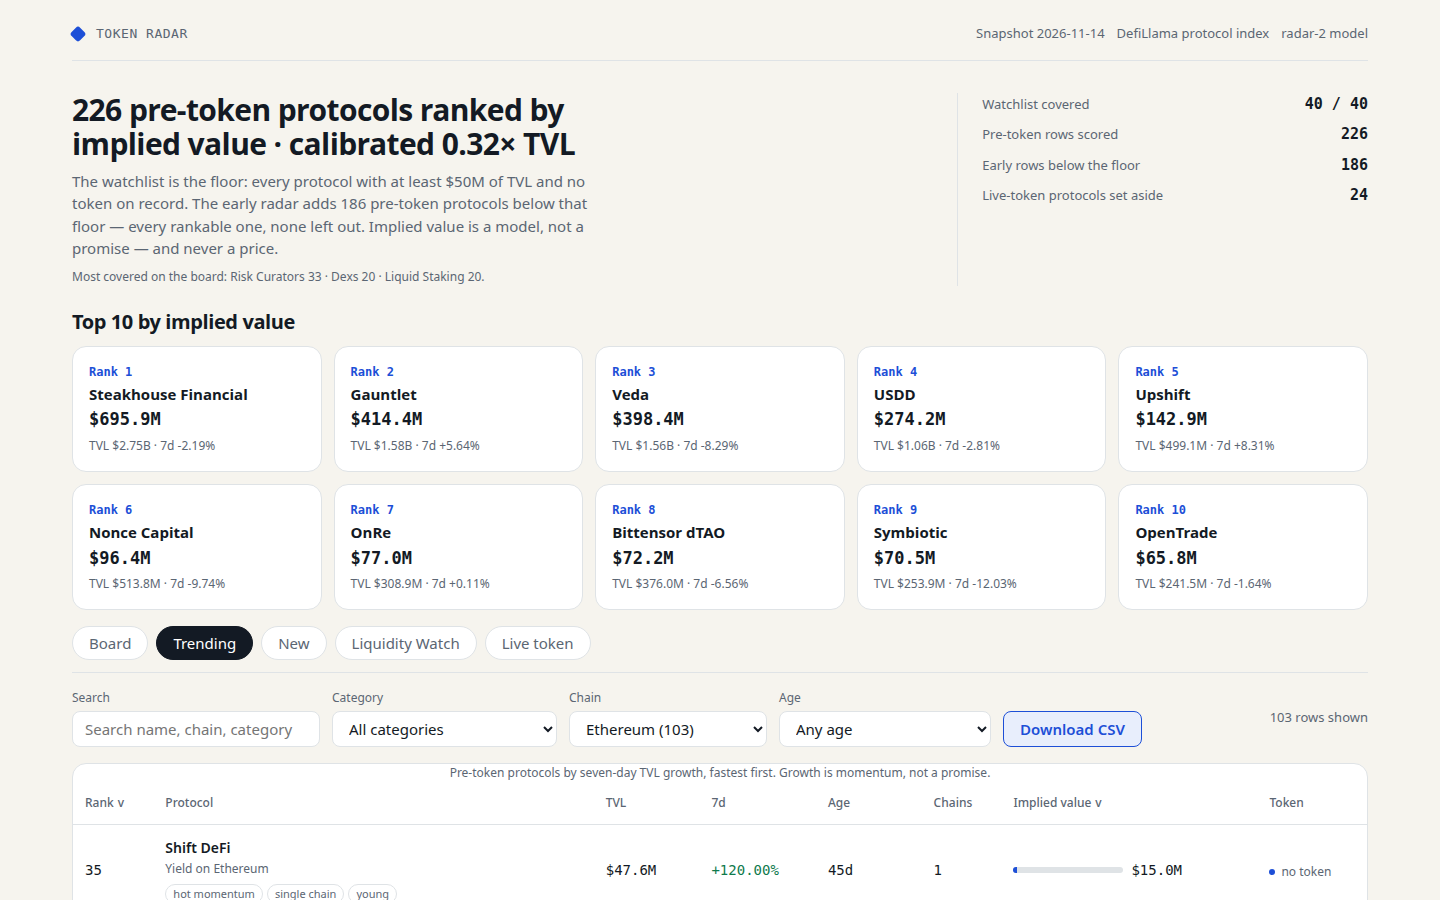 TOKEN RADAR
Snapshot 2026-11-14 DefiLlama protocol index radar-2 model
226 pre-token protocols ranked by
implied value · calibrated 0.32× TVL
The watchlist is the floor: every protocol with at least $50M of TVL and no
token on record. The early radar adds 186 pre-token protocols below that
floor — every rankable one, none left out. Implied value is a model, not a
promise — and never a price.
Most covered on the board: Risk Curators 33 · Dexs 20 · Liquid Staking 20.
Watchlist covered 40 / 40
Pre-token rows scored 226
Early rows below the floor 186
Live-token protocols set aside 24
Top 10 by implied value
Rank 1
Steakhouse Financial
$695.9M
TVL $2.75B · 7d -2.19%
Rank 2
Gauntlet
$414.4M
TVL $1.58B · 7d +5.64%
Rank 3
Veda
$398.4M
TVL $1.56B · 7d -8.29%
Rank 4
USDD
$274.2M
TVL $1.06B · 7d -2.81%
Rank 5
Upshift
$142.9M
TVL $499.1M · 7d +8.31%
Rank 6
Nonce Capital
$96.4M
TVL $513.8M · 7d -9.74%
Rank 7
OnRe
$77.0M
TVL $308.9M · 7d +0.11%
Rank 8
Bittensor dTAO
$72.2M
TVL $376.0M · 7d -6.56%
Rank 9
Symbiotic
$70.5M
TVL $253.9M · 7d -12.03%
Rank 10
OpenTrade
$65.8M
TVL $241.5M · 7d -1.64%
Board Trending New Liquidity Watch Live token
Search Category Chain Age
Search name, chain, category All categories Ethereum (103) Any age Download CSV 103 rows shown
Pre-token protocols by seven-day TVL growth, fastest first. Growth is momentum, not a promise.
Rank v Protocol TVL 7d Age Chains Implied value v Token
Shift DeFi
Yield on Ethereum
35 $47.6M +120.00% 45d 1 $15.0M no token
hot momentum single chain young